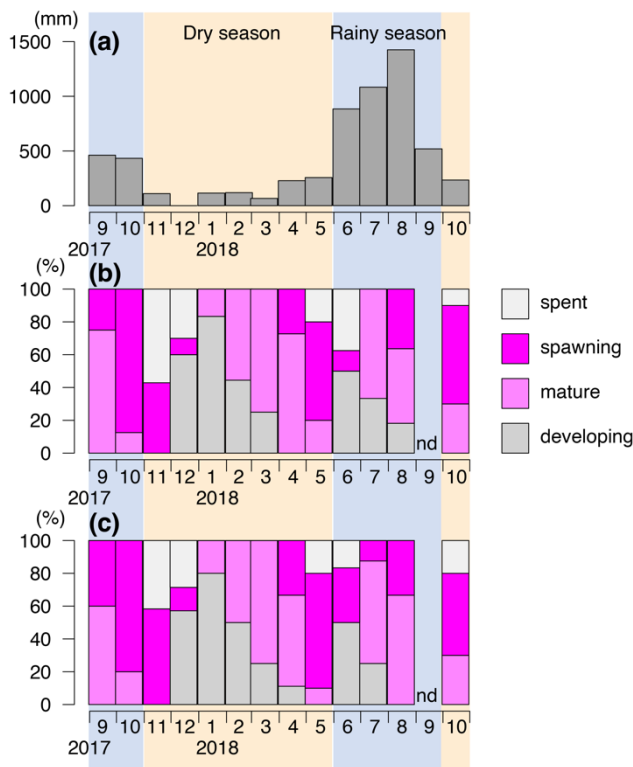 (mm)
(a) Dry season Rainy season
1500
1000
500
0
9 10 11 12 1 2 3 4 5 6 7 8 9 10
2017 2018
(%) (b)
100
80
60
40
20
0
nd
9 10 11 12 1 2 3 4 5 6 7 8 9 10
2017 2018
spent
spawning
mature
developing
(%) (c)
100
80
60
40
20
0
nd
9 10 11 12 1 2 3 4 5 6 7 8 9 10
2017 2018